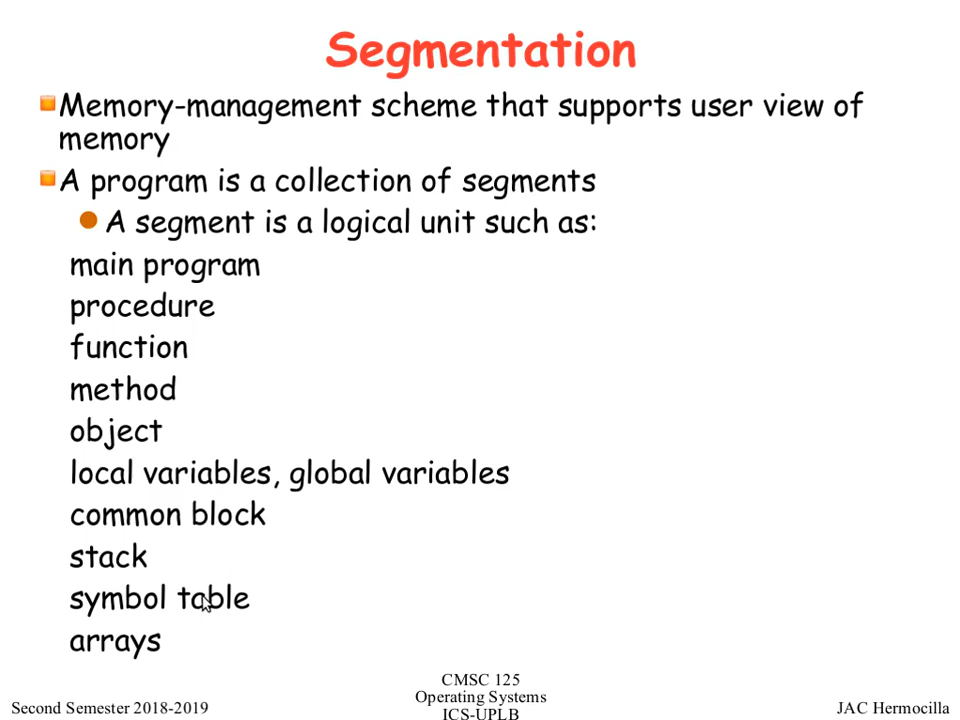 Segmentation
Memory-management scheme that supports user view of
memory
A program is a collection of segments
A segment is a logical unit such as:
main program
procedure
function
method
object
local variables, global variables
common block
stack
symbol table
arrays
Second Semester 2018-2019
CMSC 125
Operating Systems
ICS-UPLB
JAC Hermocilla